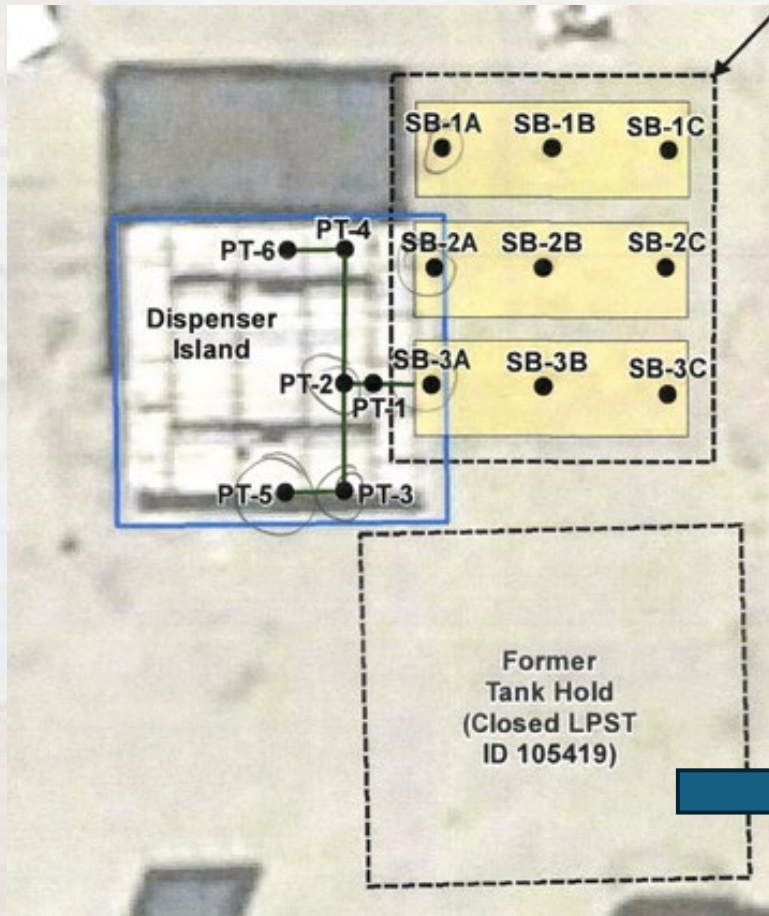 SB-1A SB-1B SB-1C
PT-6 PT-4 SB-2A SB-2B SB-2C
Dispenser
Island
PT-2 PT-1 SB-3A SB-3B SB-3C
PT-5 PT-3
Former
Tank Hold
(Closed LPST
ID 105419)